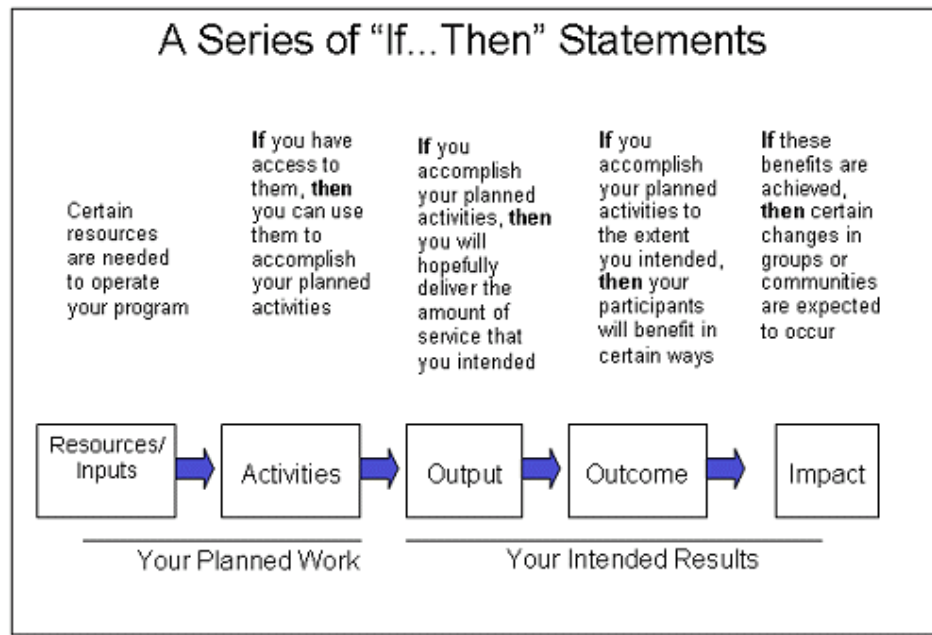 A Series of “If...Then” Statements
Certain
resources
are needed
to operate
your program
If you have
access to
them, then
you can use
them to
accomplish
your planned
activities
If you
accomplish
your planned
activities, then
you will
hopefully
deliver the
amount of
service that
you intended
If you
accomplish
your planned
activities to
the extent
you intended,
then your
participants
will benefit in
certain ways
If these
benefits are
achieved,
then certain
changes in
groups or
communities
are expected
to occur
Resources/
Inputs
Activities
Output
Outcome
Impact
Your Planned Work
Your Intended Results